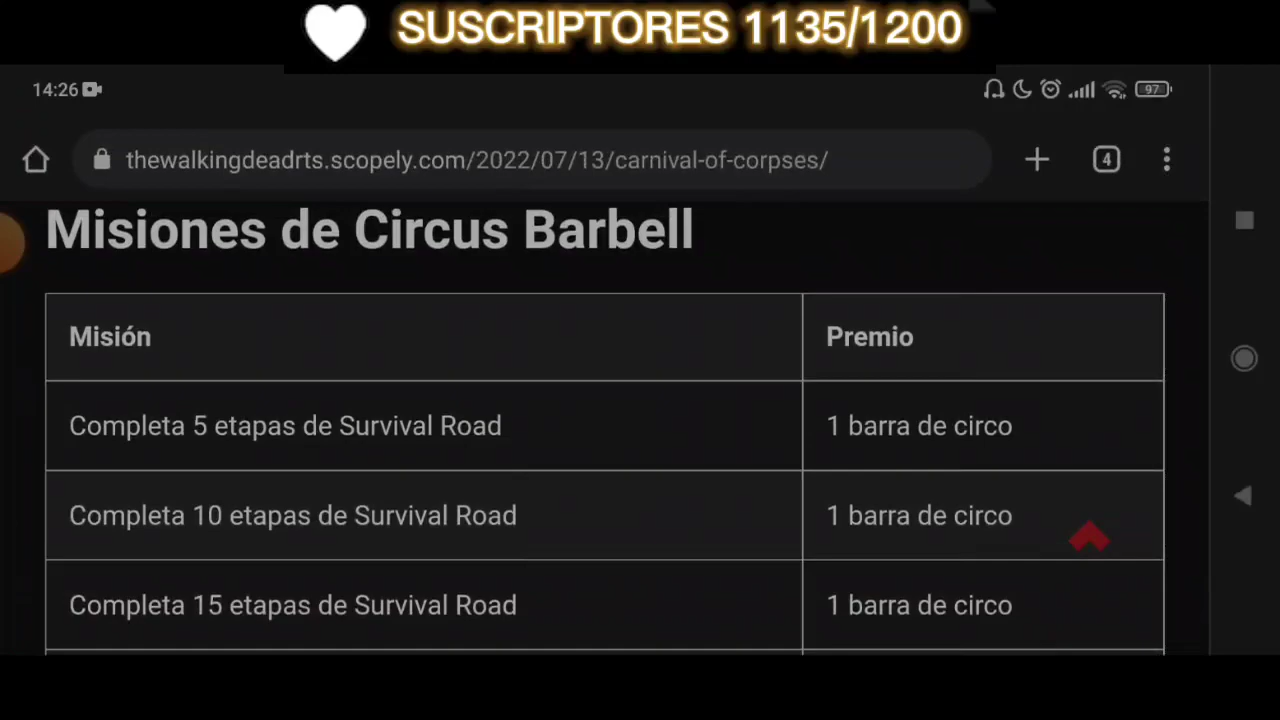 SUSCRIPTORES 1135/1200
14:26
97
thewalkingdeadrts.scopely.com/2022/07/13/carnival-of-corpses/
4
Misiones de Circus Barbell
Misión Premio
Completa 5 etapas de Survival Road 1 barra de circo
Completa 10 etapas de Survival Road 1 barra de circo
Completa 15 etapas de Survival Road 1 barra de circo